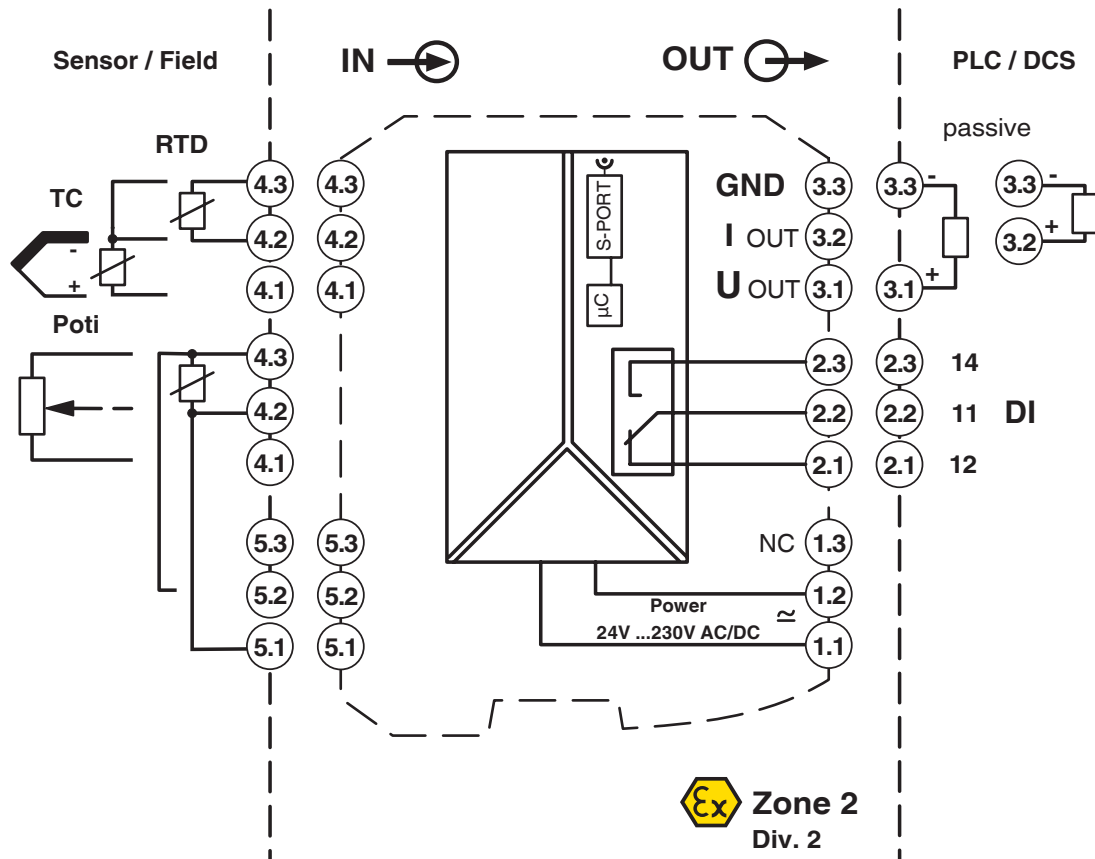 Sensor / Field
IN
OUT
PLC / DCS
passive
RTD
TC
-
+
4.3
4.2
4.1
4.3
4.2
4.1
S-PORT
µC
GND 3.3
I OUT 3.2
U OUT 3.1
3.3 -
3.1 +
3.3 -
3.2 +
Poti
4.3
4.2
4.1
2.3
2.2
2.1
2.3 14
2.2 11 DI
2.1 12
5.3
5.2
5.1
5.3
5.2
5.1
NC 1.3
1.2
1.1
Power
≃
24V ...230V AC/DC
Ex Zone 2
Div. 2